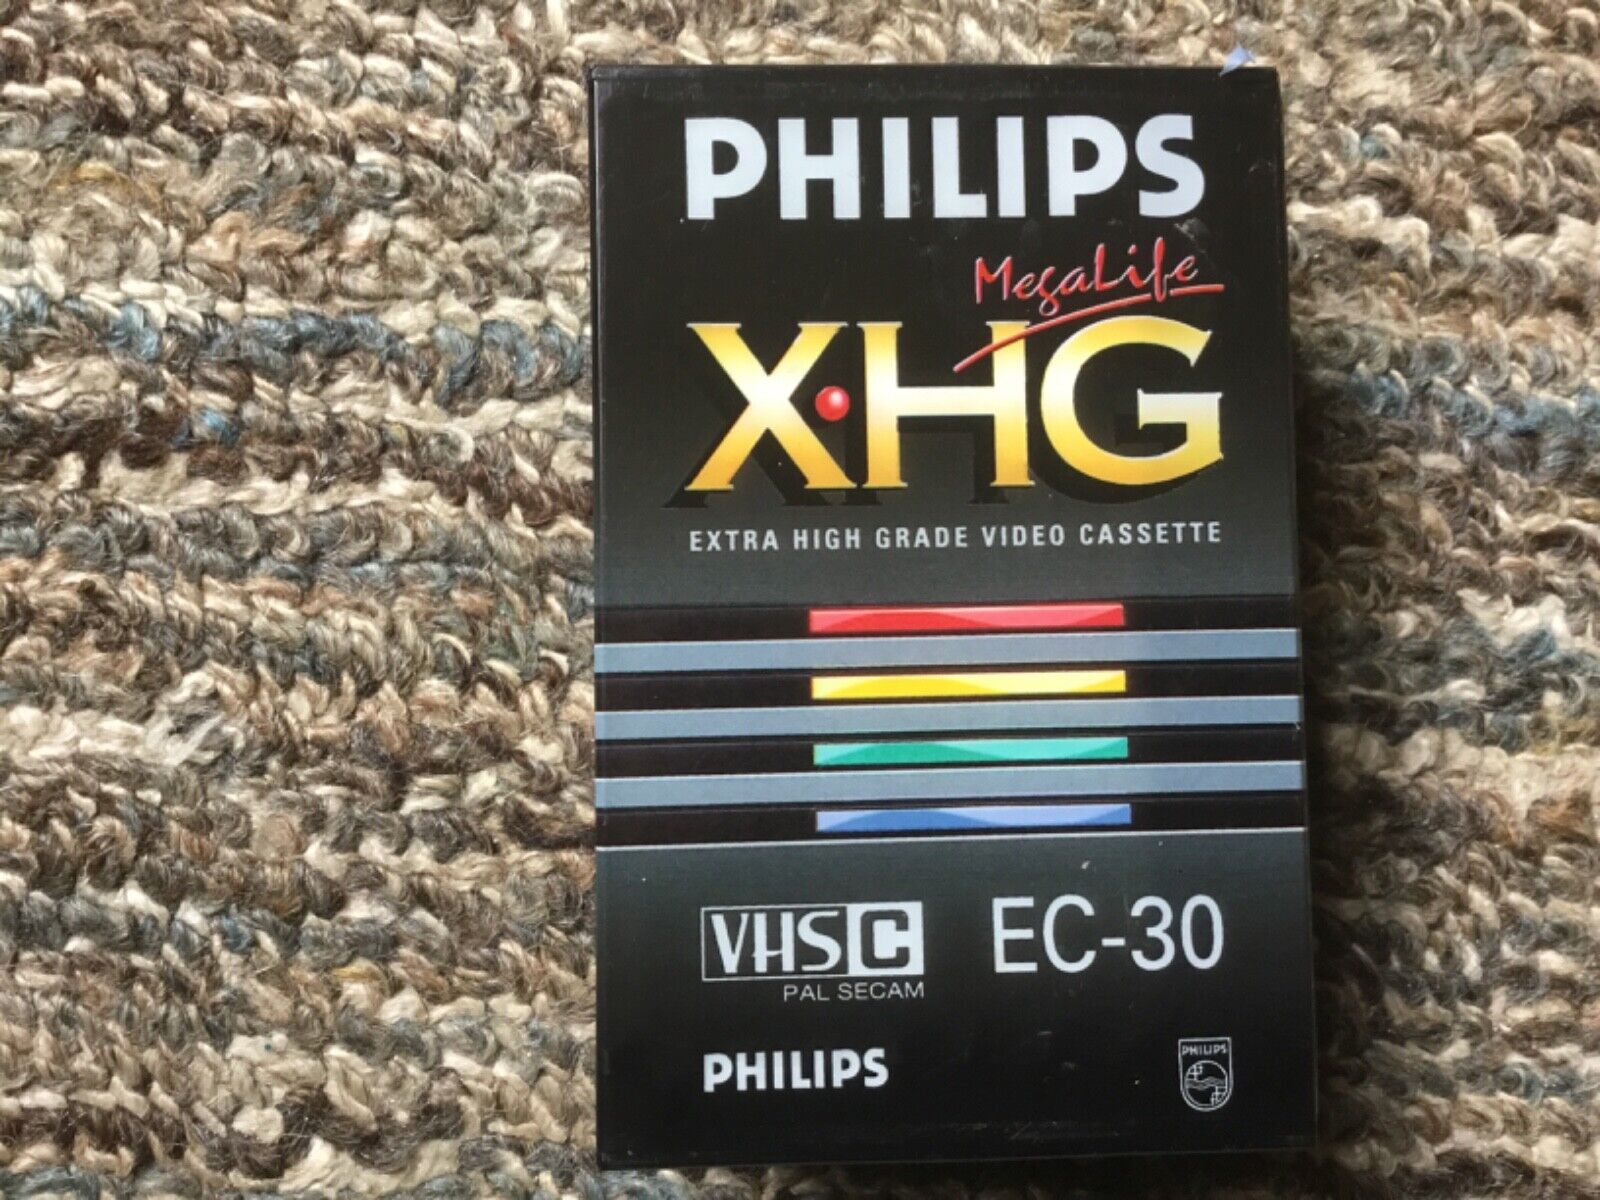 PHILIPS
MegaLife
X·HG
EXTRA HIGH GRADE VIDEO CASSETTE
VHS C EC-30
PAL SECAM
PHILIPS
PHILIPS